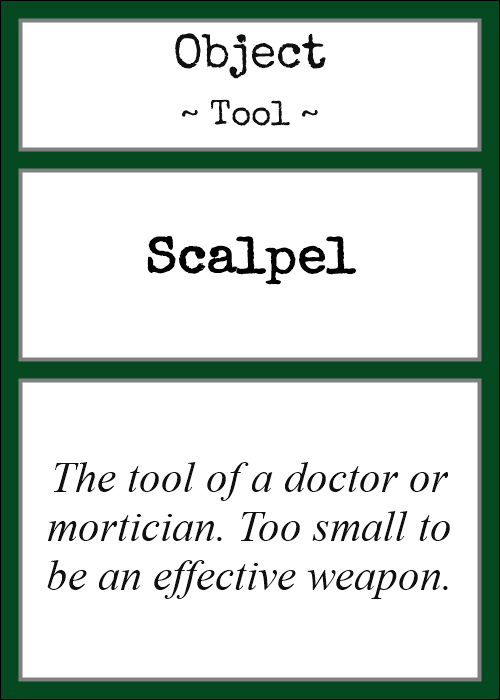 Object
~ Tool ~
Scalpel
The tool of a doctor or
mortician. Too small to
be an effective weapon.